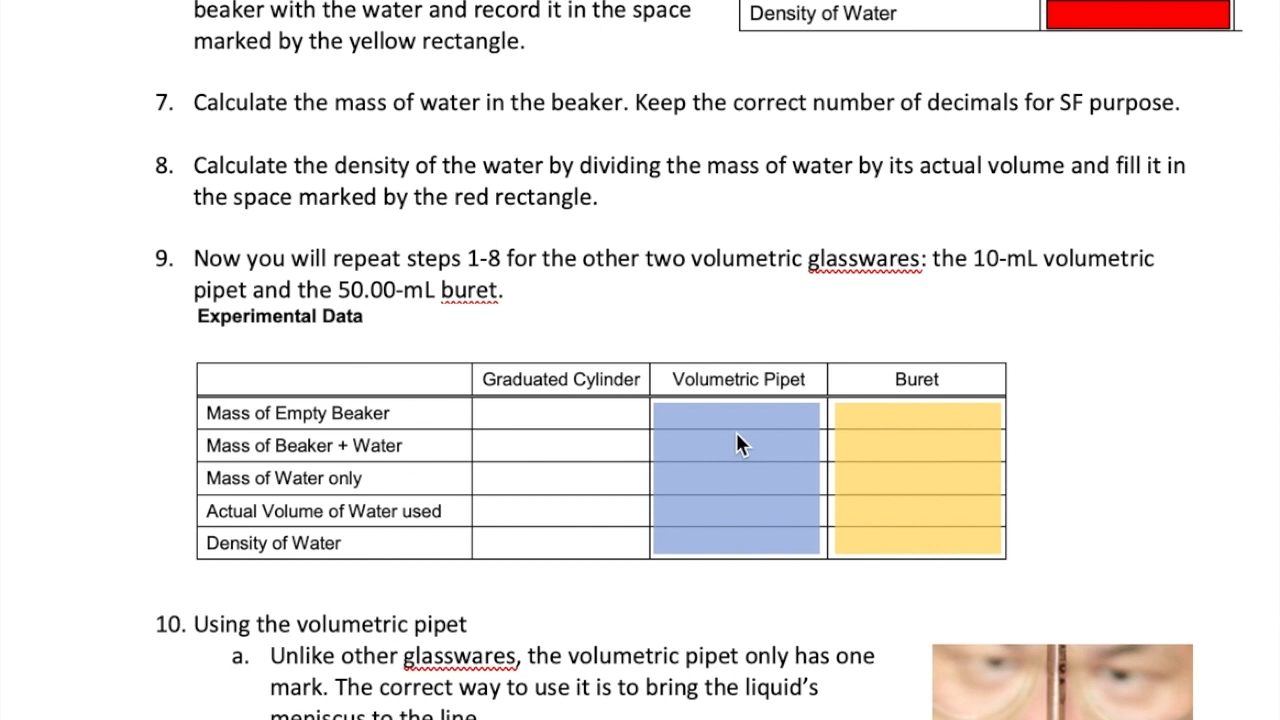 beaker with the water and record it in the space
marked by the yellow rectangle.
Density of Water
7. Calculate the mass of water in the beaker. Keep the correct number of decimals for SF purpose.
8. Calculate the density of the water by dividing the mass of water by its actual volume and fill it in
the space marked by the red rectangle.
9. Now you will repeat steps 1-8 for the other two volumetric glasswares: the 10-mL volumetric
pipet and the 50.00-mL buret.
Experimental Data
Graduated Cylinder Volumetric Pipet Buret
Mass of Empty Beaker
Mass of Beaker + Water
Mass of Water only
Actual Volume of Water used
Density of Water
10. Using the volumetric pipet
a. Unlike other glasswares, the volumetric pipet only has one
mark. The correct way to use it is to bring the liquid's
meniscus to the line